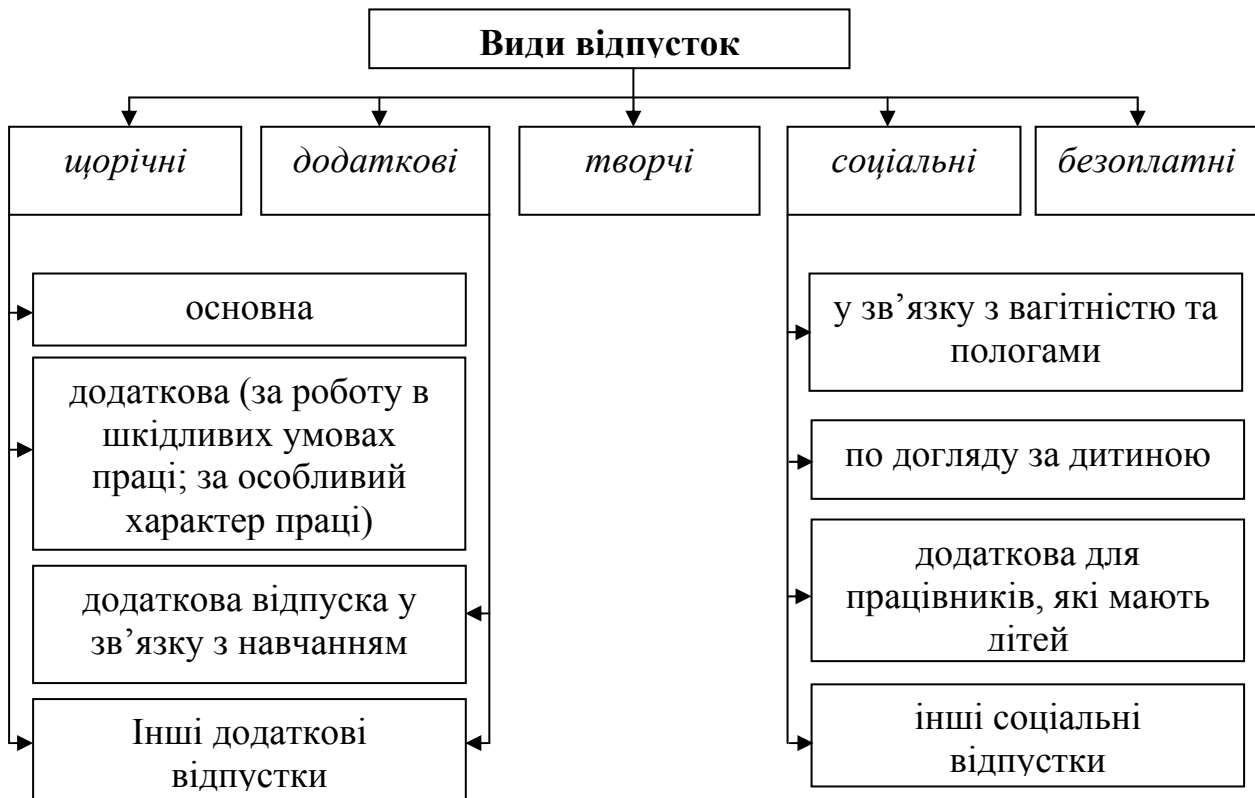 Види відпусток
щорічні
додаткові
творчі
соціальні
безоплатні
основна
додаткова (за роботу в
шкідливих умовах
праці; за особливий
характер праці)
додаткова відпуска у
зв’язку з навчанням
Інші додаткові
відпустки
у зв’язку з вагітністю та
пологами
по догляду за дитиною
додаткова для
працівників, які мають
дітей
інші соціальні
відпустки